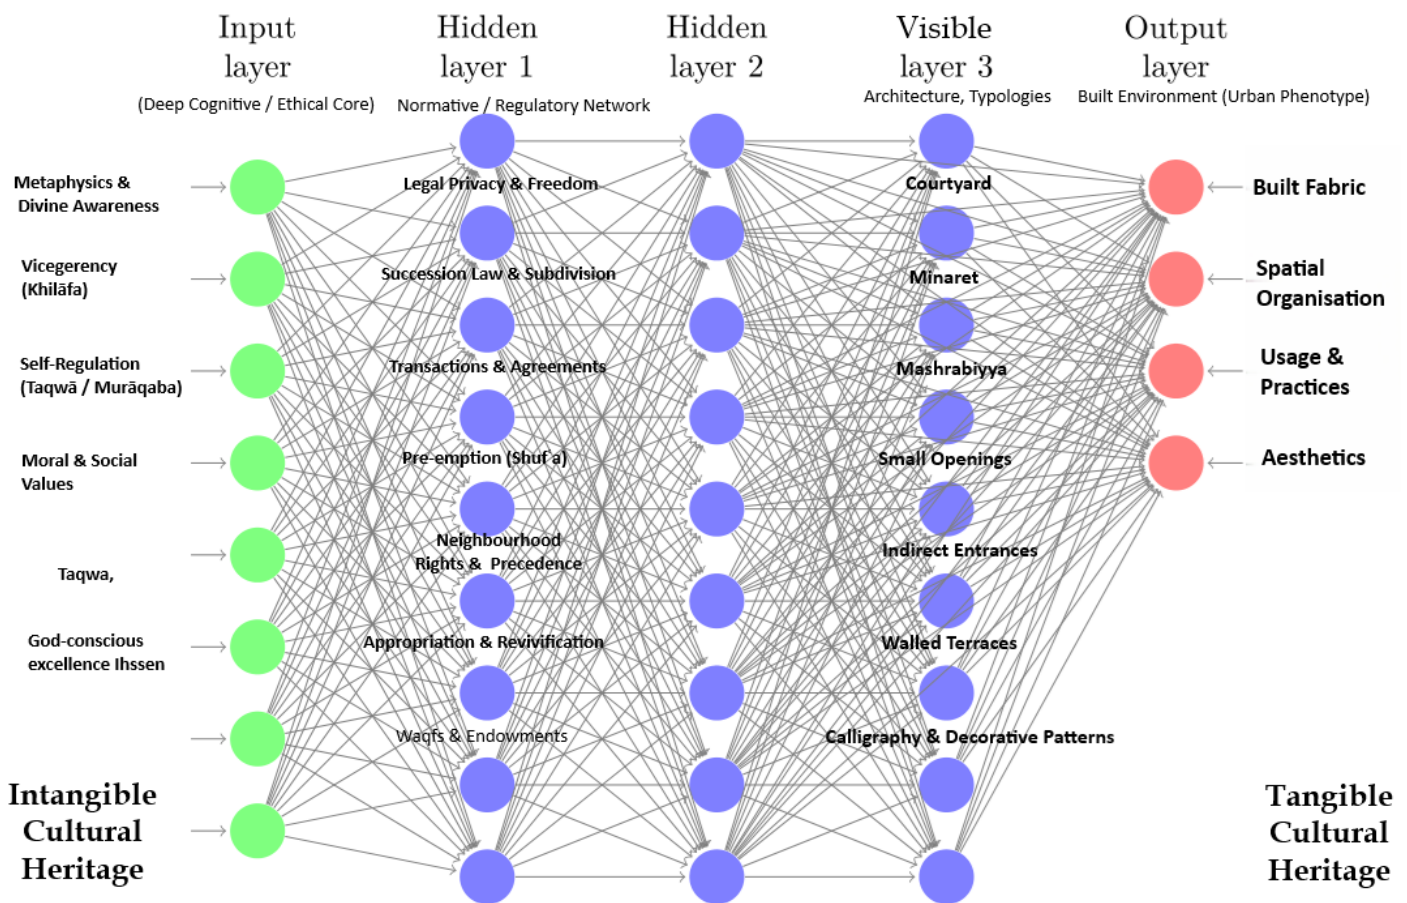 Input
layer
(Deep Cognitive / Ethical Core)
Hidden
layer 1
Normative / Regulatory Network
Hidden
layer 2
Visible
layer 3
Architecture, Typologies
Output
layer
Built Environment (Urban Phenotype)
Metaphysics &
Divine Awareness
Vicegerency
(Khilāfa)
Self-Regulation
(Taqwā / Murāqaba)
Moral & Social
Values
Taqwa,
God-conscious
excellence Ihssen
Intangible
Cultural
Heritage
Legal Privacy & Freedom
Succession Law & Subdivision
Transactions & Agreements
Pre-emption (Shuf a)
Neighbourhood
Rights & Precedence
Appropriation & Revivification
Waqfs & Endowments
Courtyard
Minaret
Mashrabiyya
Small Openings
Indirect Entrances
Walled Terraces
Calligraphy & Decorative Patterns
Built Fabric
Spatial
Organisation
Usage &
Practices
Aesthetics
Tangible
Cultural
Heritage